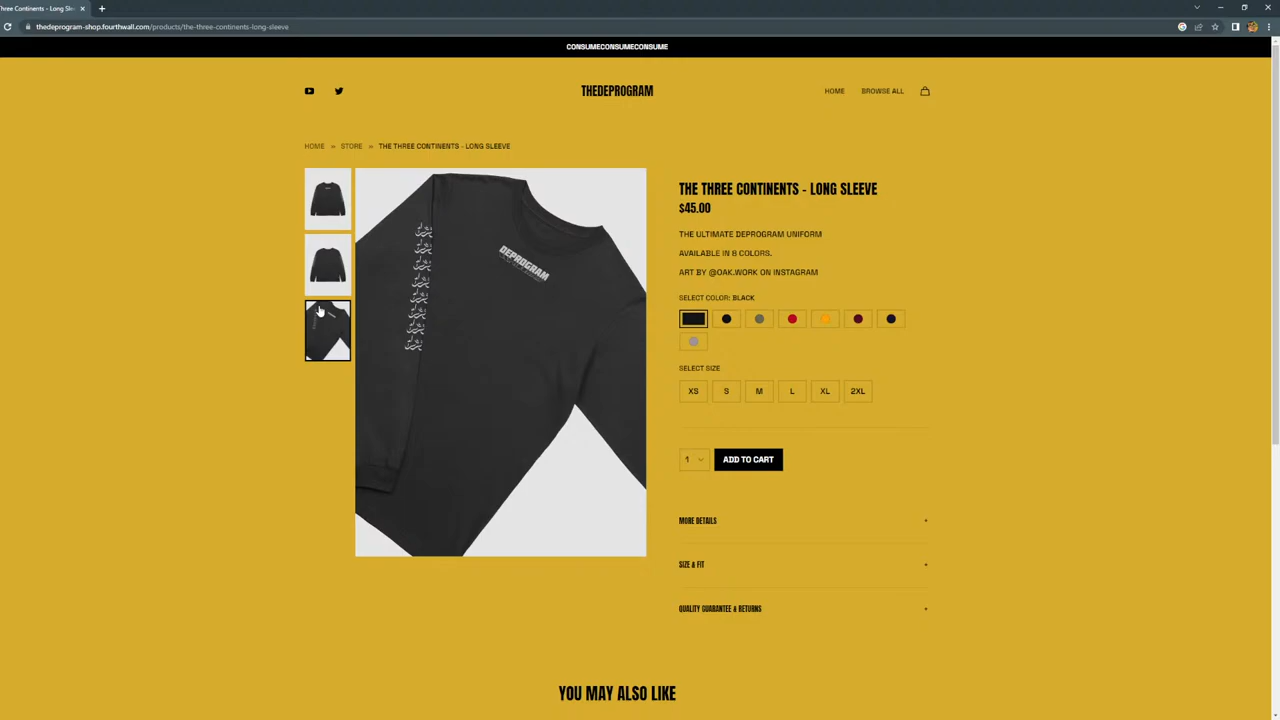 Three Continents - Long Sle
thedeprogram-shop.fourthwall.com/products/the-three-continents-long-sleeve
CONSUMECONSUMECONSUME
THEDEPROGRAM
HOME
BROWSE ALL
HOME » STORE » THE THREE CONTINENTS - LONG SLEEVE
DEPROGRAM
THE THREE CONTINENTS - LONG SLEEVE
$45.00
THE ULTIMATE DEPROGRAM UNIFORM
AVAILABLE IN 8 COLORS.
ART BY @OAK.WORK ON INSTAGRAM
SELECT COLOR: BLACK
SELECT SIZE
XS S M L XL 2XL
1
ADD TO CART
MORE DETAILS +
SIZE & FIT +
QUALITY GUARANTEE & RETURNS +
YOU MAY ALSO LIKE